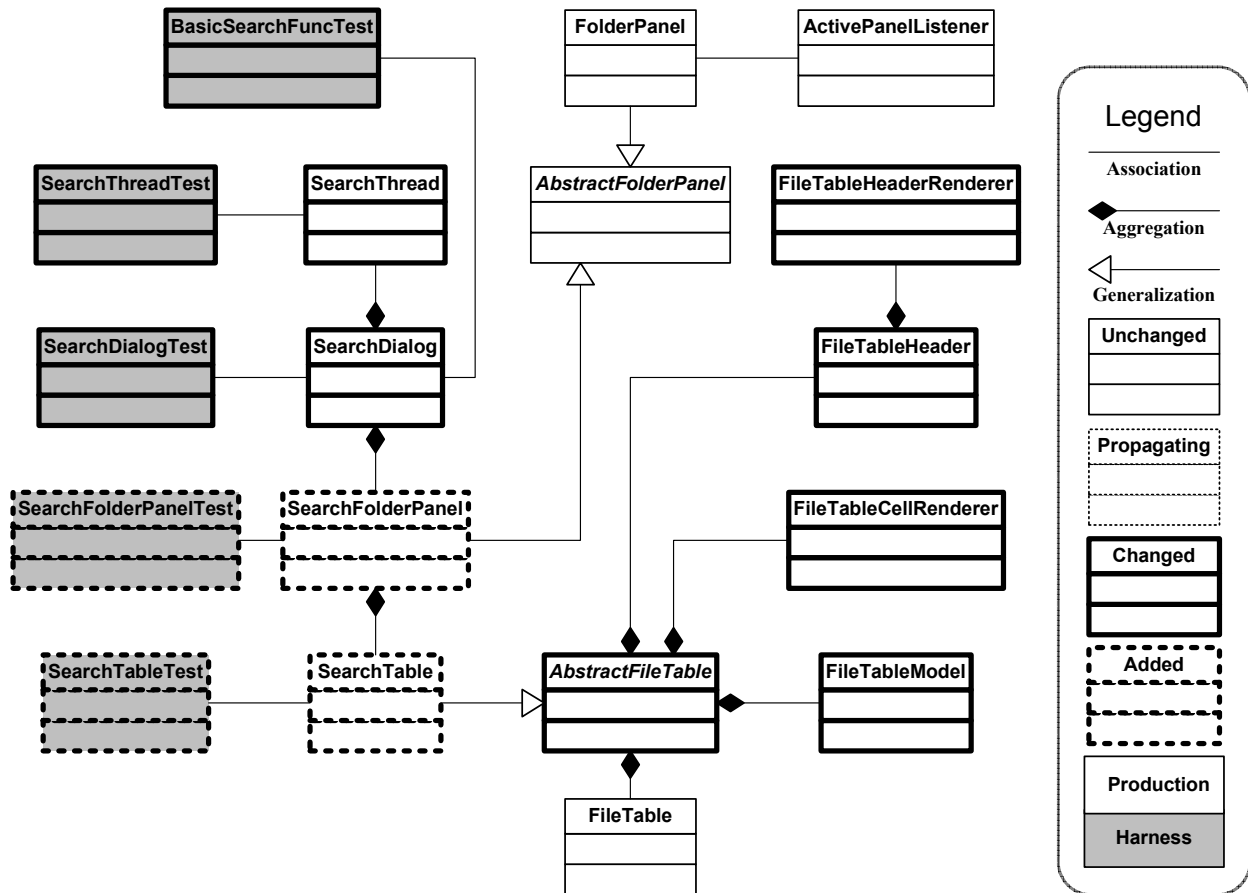 BasicSearchFuncTest
FolderPanel
ActivePanelListener
SearchThreadTest
SearchThread
AbstractFolderPanel
FileTableHeaderRenderer
SearchDialogTest
SearchDialog
FileTableHeader
SearchFolderPanelTest
SearchFolderPanel
FileTableCellRenderer
SearchTableTest
SearchTable
AbstractFileTable
FileTableModel
FileTable
Legend
Association
Aggregation
Generalization
Unchanged
Propagating
Changed
Added
Production
Harness